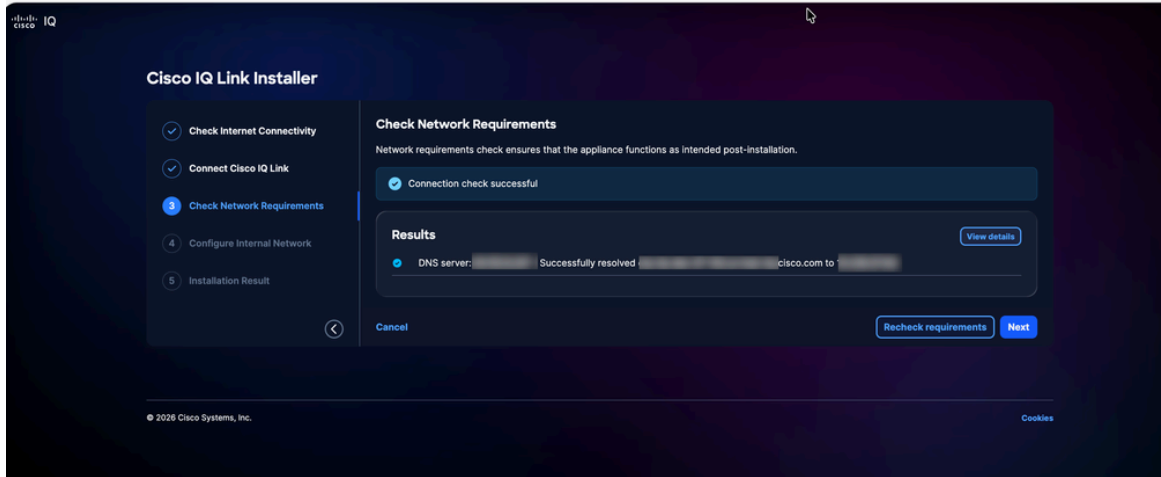 cisco IQ
Cisco IQ Link Installer
Check Internet Connectivity
Connect Cisco IQ Link
3 Check Network Requirements
4 Configure Internal Network
5 Installation Result
Check Network Requirements
Network requirements check ensures that the appliance functions as intended post-installation.
Connection check successful
Results
View details
DNS server: Successfully resolved cisco.com to
Cancel
Recheck requirements
Next
© 2026 Cisco Systems, Inc.
Cookies